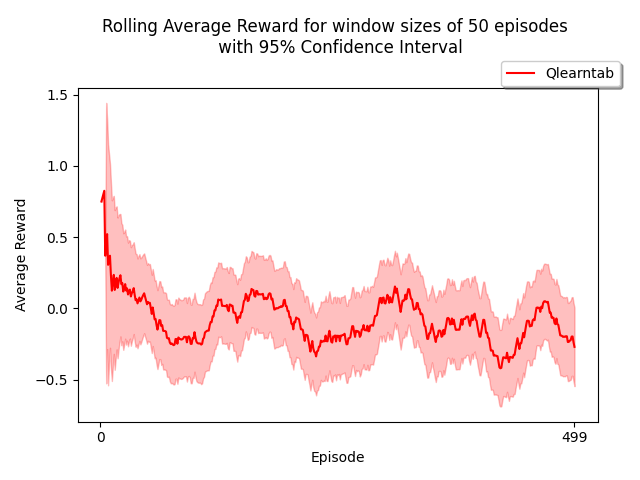 Rolling Average Reward for window sizes of 50 episodes
with 95% Confidence Interval
Qlearntab
1.5
1.0
0.5
0.0
−0.5
Average Reward
0
499
Episode